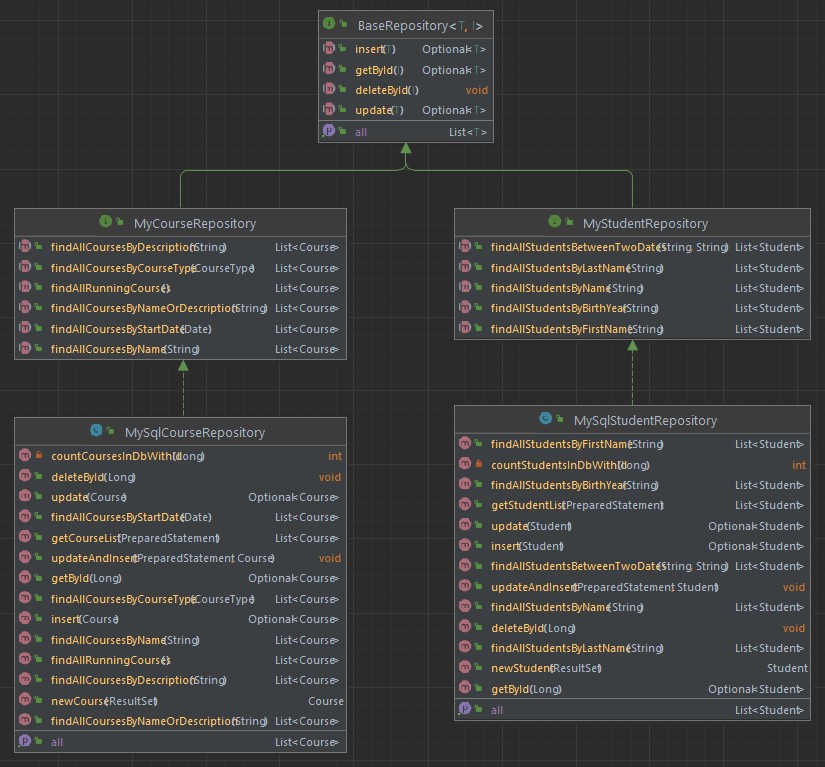 BaseRepository<T, I>
insert(T) Optional<T>
getById(I) Optional<T>
deleteById(I) void
update(T) Optional<T>
all List<T>
MyCourseRepository
findAllCoursesByDescription(String) List<Course>
findAllCoursesByCourseType(CourseType) List<Course>
findAllRunningCourses() List<Course>
findAllCoursesByNameOrDescription(String) List<Course>
findAllCoursesByStartDate(Date) List<Course>
findAllCoursesByName(String) List<Course>
MyStudentRepository
findAllStudentsBetweenTwoDates(String, String) List<Student>
findAllStudentsByLastName(String) List<Student>
findAllStudentsByName(String) List<Student>
findAllStudentsByBirthYear(String) List<Student>
findAllStudentsByFirstName(String) List<Student>
MySqlCourseRepository
countCoursesInDbWithId(long) int
deleteById(Long) void
update(Course) Optional<Course>
findAllCoursesByStartDate(Date) List<Course>
getCourseList(PreparedStatement) List<Course>
updateAndInsert(PreparedStatement, Course) void
getById(Long) Optional<Course>
findAllCoursesByCourseType(CourseType) List<Course>
insert(Course) Optional<Course>
findAllCoursesByName(String) List<Course>
findAllRunningCourses() List<Course>
findAllCoursesByDescription(String) List<Course>
newCourse(ResultSet) Course
findAllCoursesByNameOrDescription(String) List<Course>
all List<Course>
MySqlStudentRepository
findAllStudentsByFirstName(String) List<Student>
countStudentsInDbWithId(long) int
findAllStudentsByBirthYear(String) List<Student>
getStudentList(PreparedStatement) List<Student>
update(Student) Optional<Student>
insert(Student) Optional<Student>
findAllStudentsBetweenTwoDates(String, String) List<Student>
updateAndInsert(PreparedStatement, Student) void
findAllStudentsByName(String) List<Student>
deleteById(Long) void
findAllStudentsByLastName(String) List<Student>
newStudent(ResultSet) Student
getById(Long) Optional<Student>
all List<Student>